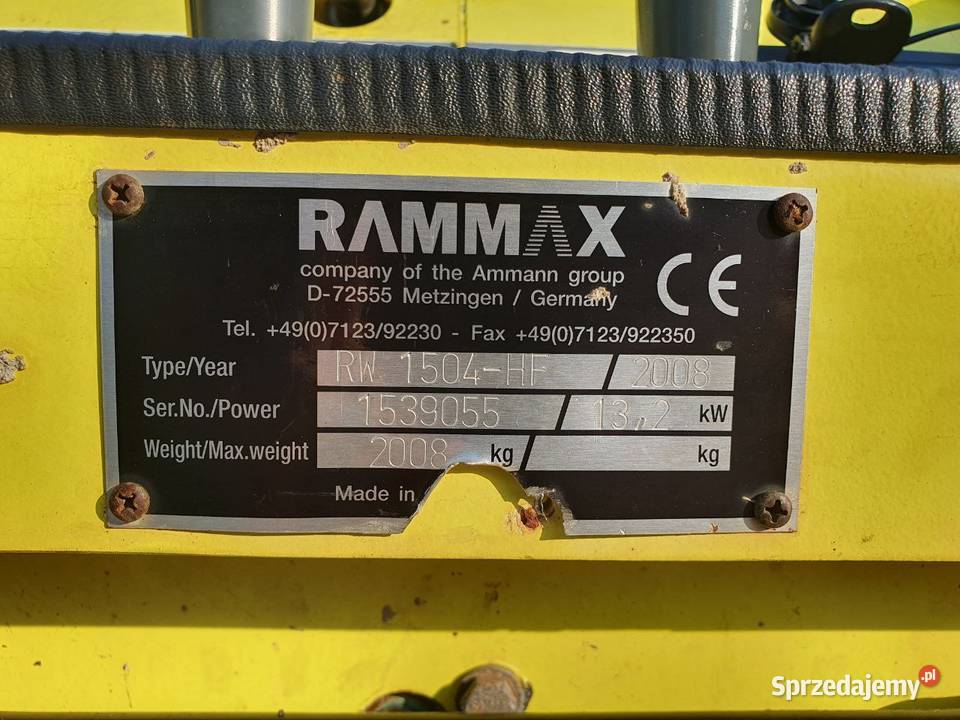 RAMMAX
company of the Ammann group
D-72555 Metzingen / Germany
CE
Tel. +49(0)7123/92230 - Fax +49(0)7123/922350
Type/Year RW 1504-HF / 2008
Ser.No./Power 1539055 / 13,2 kW
Weight/Max.weight 2008 kg / kg
Made in
Sprzedajemy.pl